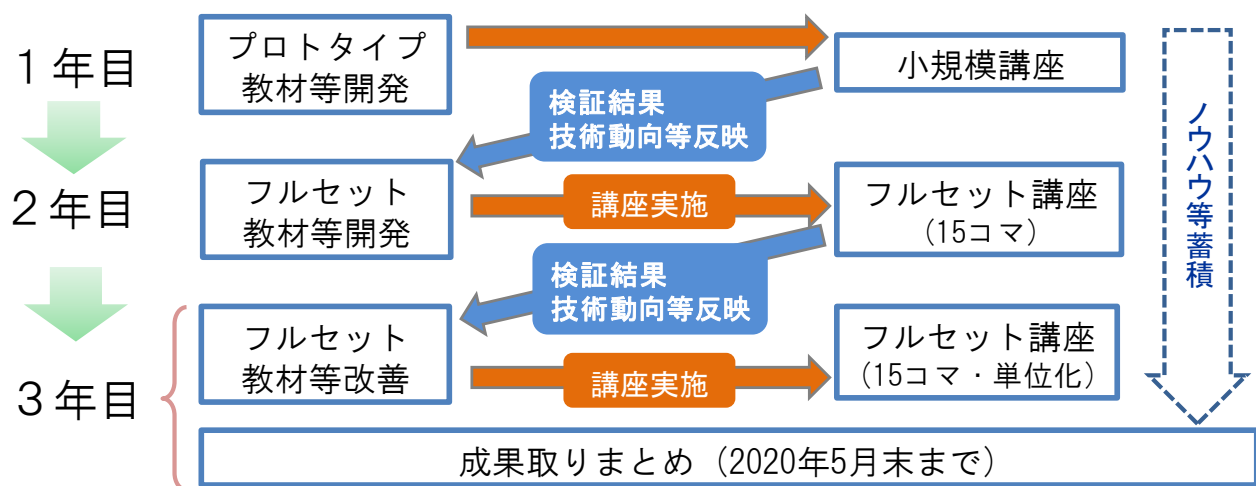 １年目
プロトタイプ
教材等開発
小規模講座
検証結果
技術動向等反映
２年目
フルセット
教材等開発
講座実施
フルセット講座
（15コマ）
検証結果
技術動向等反映
３年目
フルセット
教材等改善
講座実施
フルセット講座
（15コマ・単位化）
成果取りまとめ（2020年5月末まで）
ノウハウ等蓄積